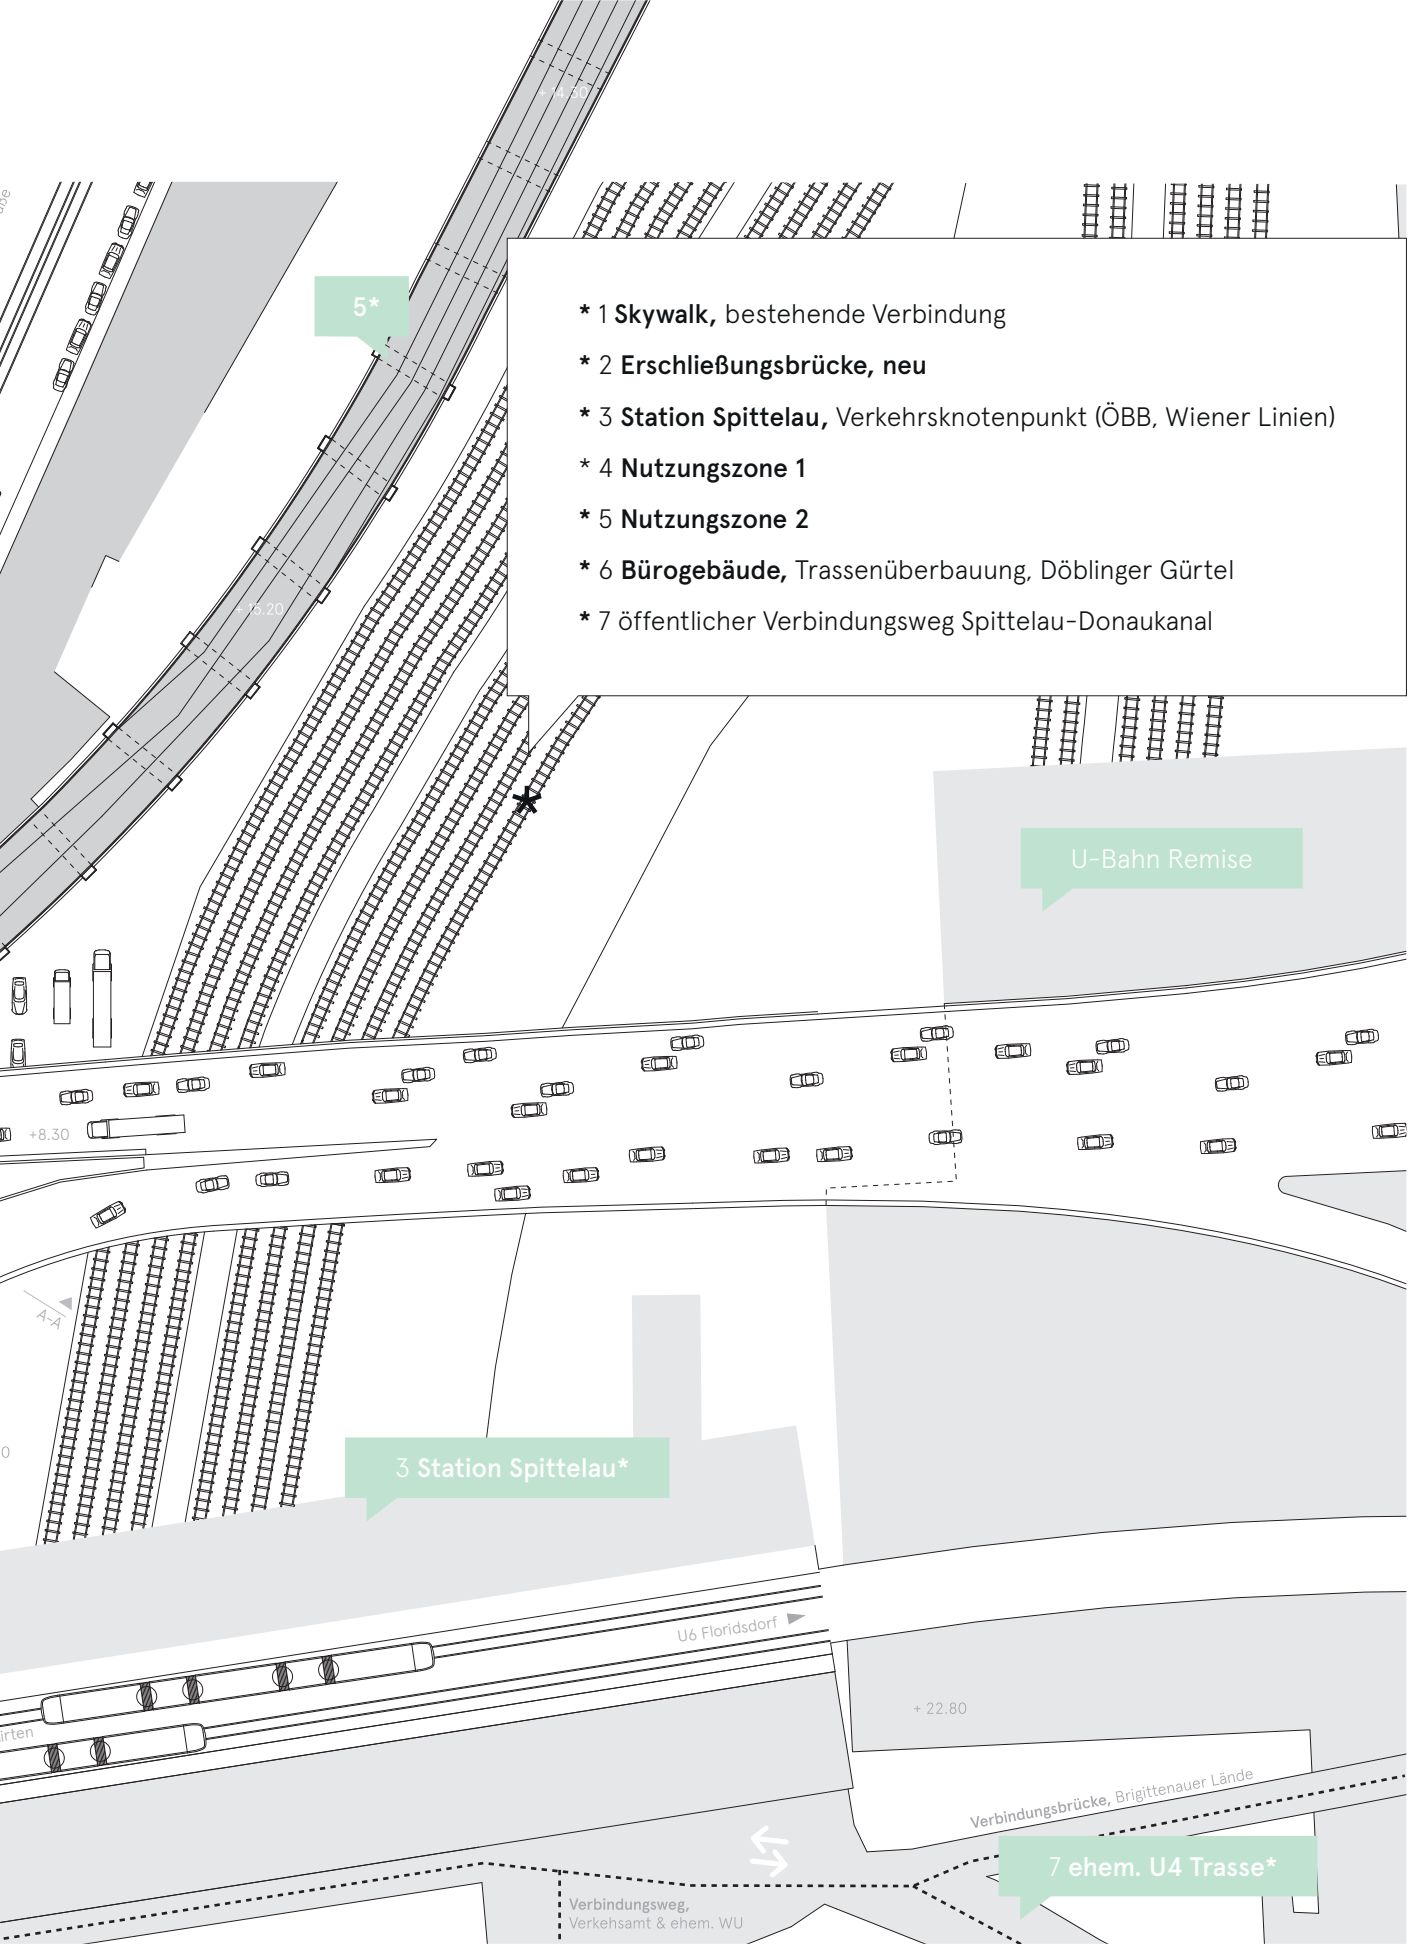 + 14.30
5*
* 1 Skywalk, bestehende Verbindung
* 2 Erschließungsbrücke, neu
* 3 Station Spittelau, Verkehrsknotenpunkt (ÖBB, Wiener Linien)
* 4 Nutzungszone 1
* 5 Nutzungszone 2
* 6 Bürogebäude, Trassenüberbauung, Döblinger Gürtel
* 7 öffentlicher Verbindungsweg Spittelau-Donaukanal
+ 15.20
*
U-Bahn Remise
+8.30
A-A
0
3 Station Spittelau*
U6 Floridsdorf
+ 22.80
Verbindungsbrücke, Brigittenauer Lände
7 ehem. U4 Trasse*
Verbindungsweg,
Verkehsamt & ehem. WU